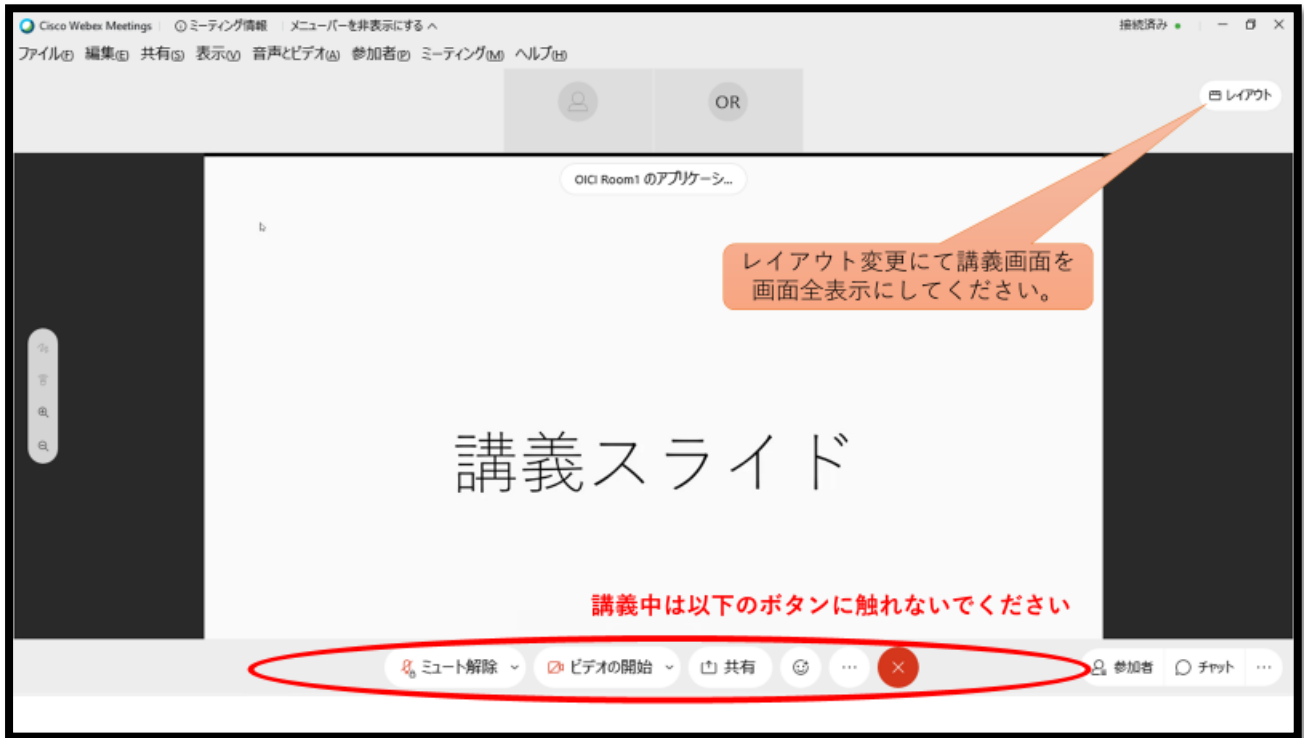 Cisco Webex Meetings ミーティング情報 メニューバーを非表示にする 接続済み
ファイル(F) 編集(E) 共有(S) 表示(V) 音声とビデオ(A) 参加者(P) ミーティング(M) ヘルプ(H)
OR
レイアウト
OICI Room1 のアプリケーシ...
レイアウト変更にて講義画面を
画面全表示にしてください。
講義スライド
講義中は以下のボタンに触れないでください
ミュート解除 ビデオの開始 共有 ... 参加者 チャット ...